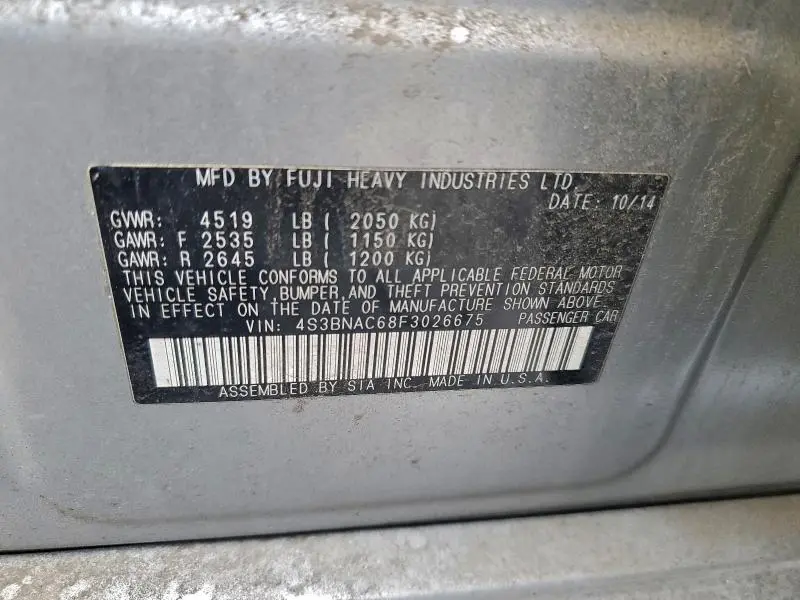 MFD BY FUJI HEAVY INDUSTRIES LTD.
DATE: 10/14
GVWR: 4519 LB ( 2050 KG)
GAWR: F 2535 LB ( 1150 KG)
GAWR: R 2645 LB ( 1200 KG)
THIS VEHICLE CONFORMS TO ALL APPLICABLE FEDERAL MOTOR
VEHICLE SAFETY,BUMPER,AND THEFT PREVENTION STANDARDS
IN EFFECT ON THE DATE OF MANUFACTURE SHOWN ABOVE.
VIN: 4S3BNAC68F3026675 PASSENGER CAR
ASSEMBLED BY SIA INC. MADE IN U.S.A.